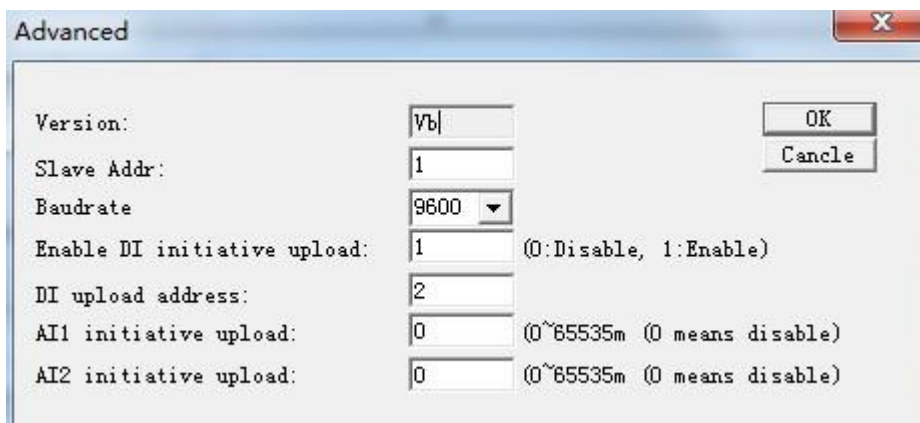 Advanced
x
Version: Vb OK
Slave Addr: 1 Cancle
Baudrate 9600
Enable DI initiative upload: 1 (0:Disable, 1:Enable)
DI upload address: 2
AI1 initiative upload: 0 (0~65535m (0 means disable)
AI2 initiative upload: 0 (0~65535m (0 means disable)